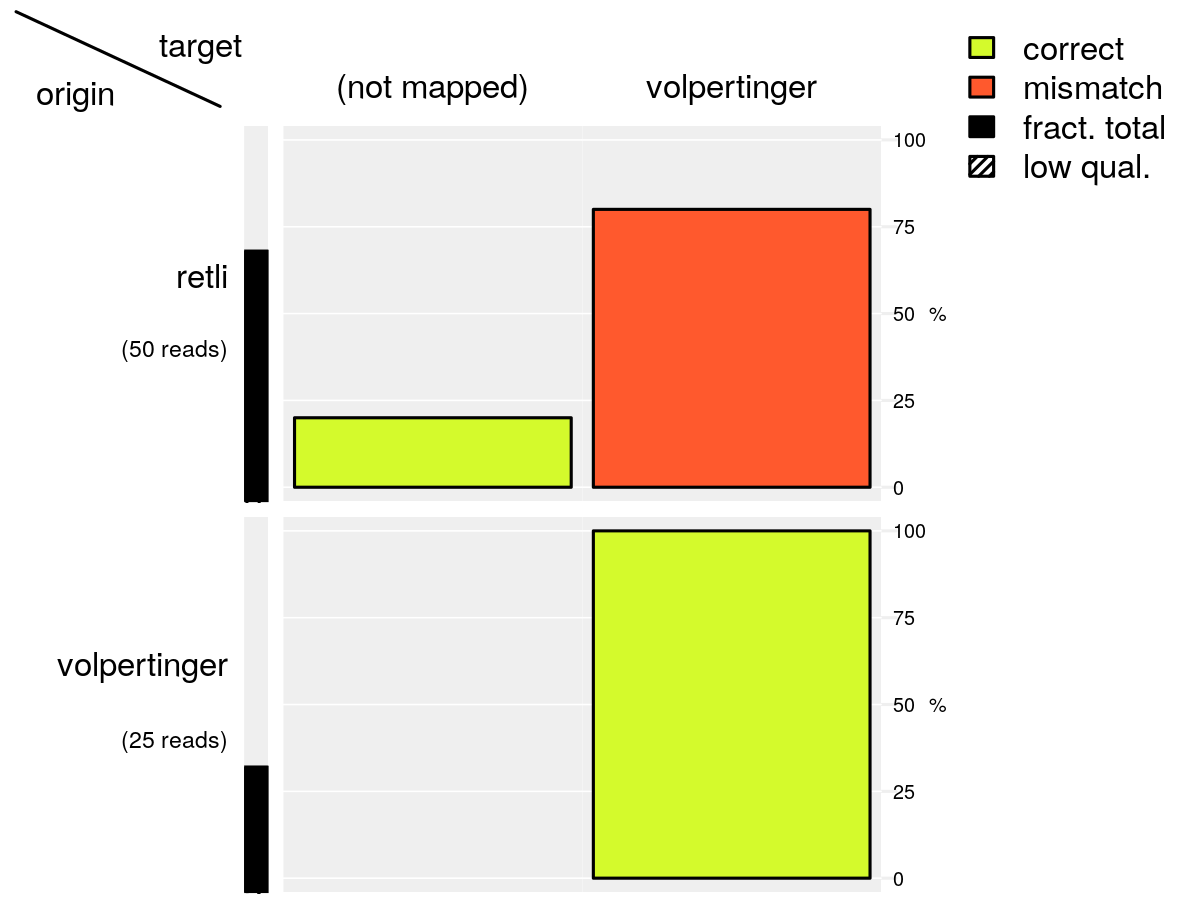 target
origin
(not mapped) volpertinger
correct
mismatch
fract. total
low qual.
retli
(50 reads)
100
75
50 %
25
0
volpertinger
(25 reads)
100
75
50 %
25
0